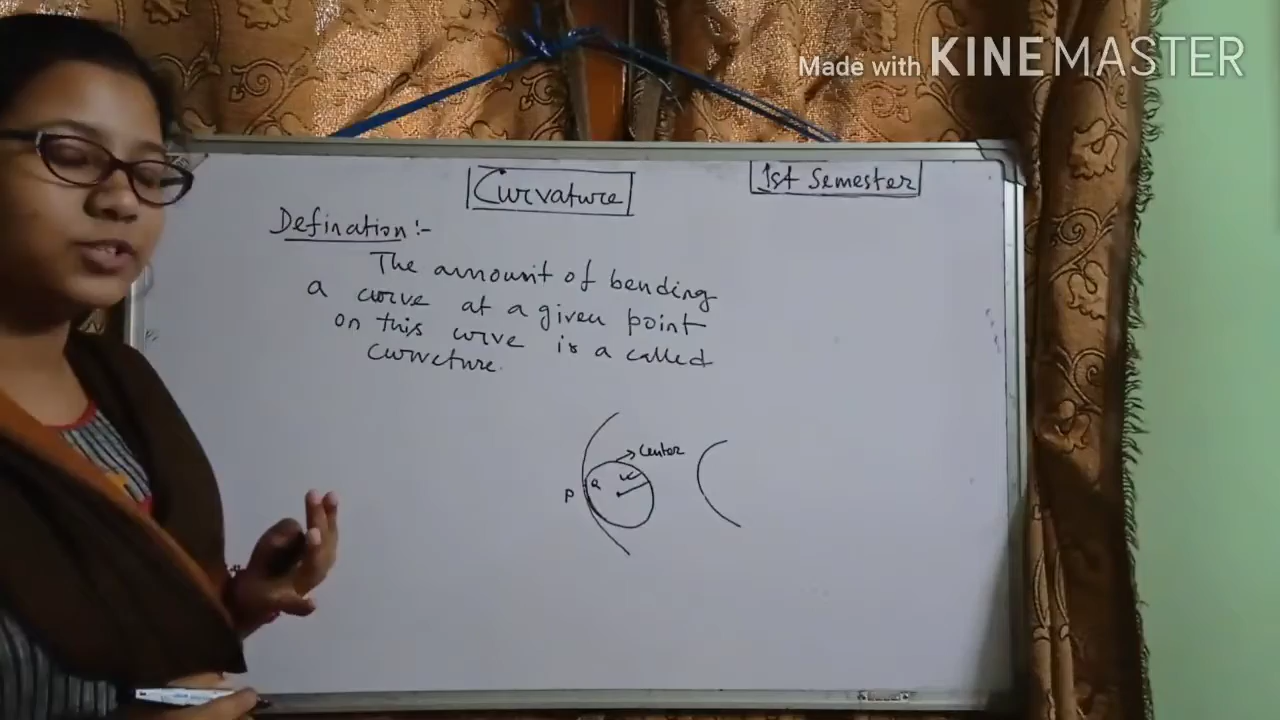 Made with KINEMASTER
Curvature
1st Semester
Defination :-
The amount of bending
a curve at a given point
on this curve is a called
curveture.
center
P